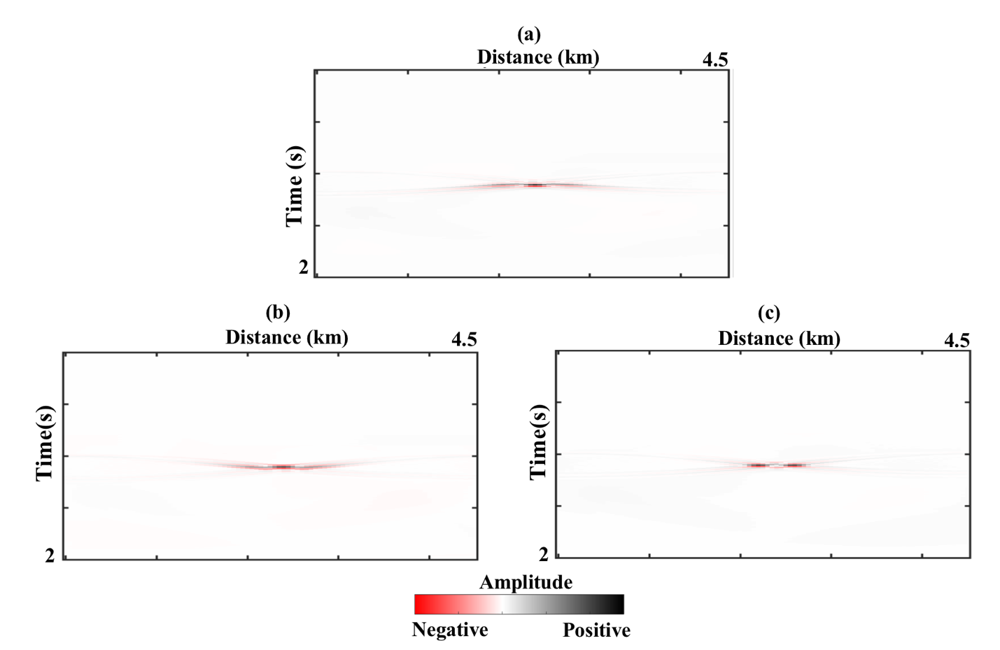 (a)
Distance (km)
4.5
Time (s)
2
(b)
Distance (km)
4.5
Time(s)
2
(c)
Distance (km)
4.5
Time(s)
2
Amplitude
Negative
Positive